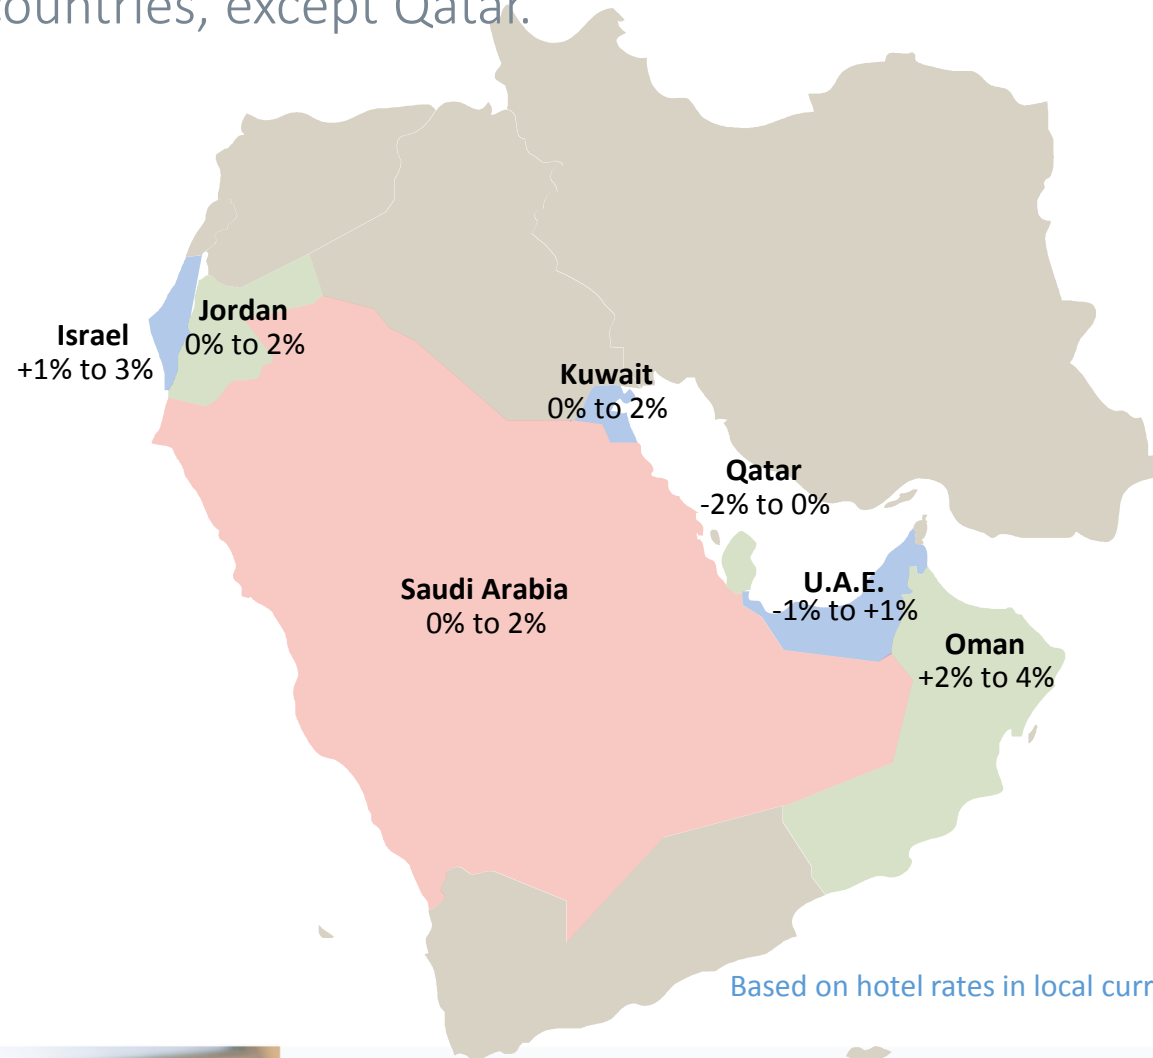 countries, except Qatar.
Jordan
0% to 2%
Israel
+1% to 3%
Kuwait
0% to 2%
Qatar
-2% to 0%
U.A.E.
-1% to +1%
Saudi Arabia
0% to 2%
Oman
+2% to 4%
Based on hotel rates in local curr